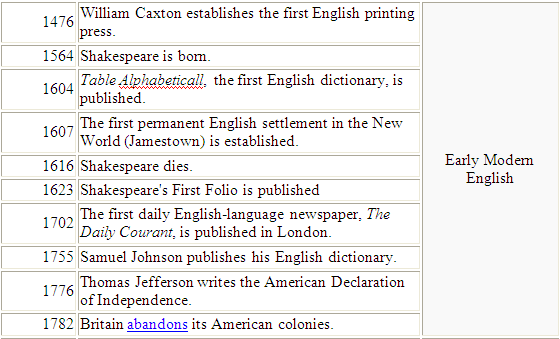 1476 William Caxton establishes the first English printing
press.
1564 Shakespeare is born.
1604 Table Alphabeticall, the first English dictionary, is
published.
1607 The first permanent English settlement in the New
World (Jamestown) is established.
1616 Shakespeare dies.
1623 Shakespeare's First Folio is published
1702 The first daily English-language newspaper, The
Daily Courant, is published in London.
1755 Samuel Johnson publishes his English dictionary.
1776 Thomas Jefferson writes the American Declaration
of Independence.
1782 Britain abandons its American colonies.
Early Modern
English